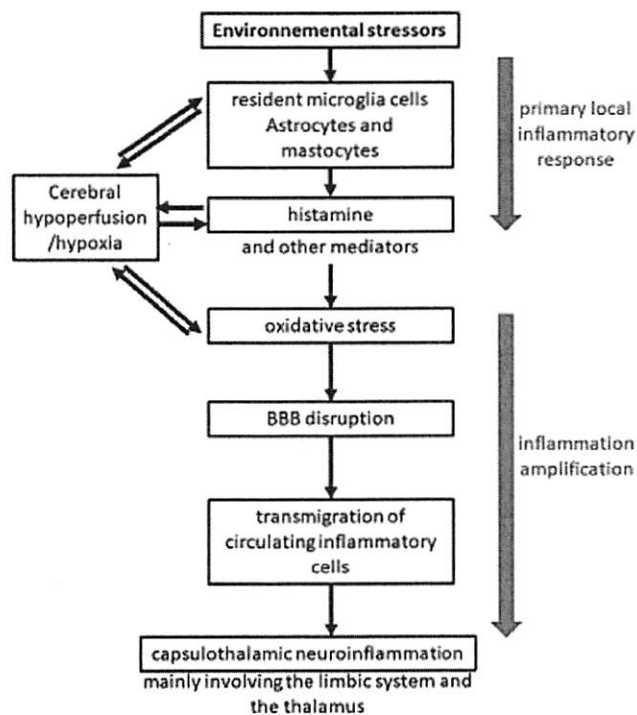 Environnemental stressors
resident microglia cells
Astrocytes and
mastocytes
primary local
inflammatory
response
Cerebral
hypoperfusion
/hypoxia
histamine
and other mediators
oxidative stress
BBB disruption
inflammation
amplification
transmigration of
circulating inflammatory
cells
capsulothalamic neuroinflammation
mainly involving the limbic system and
the thalamus